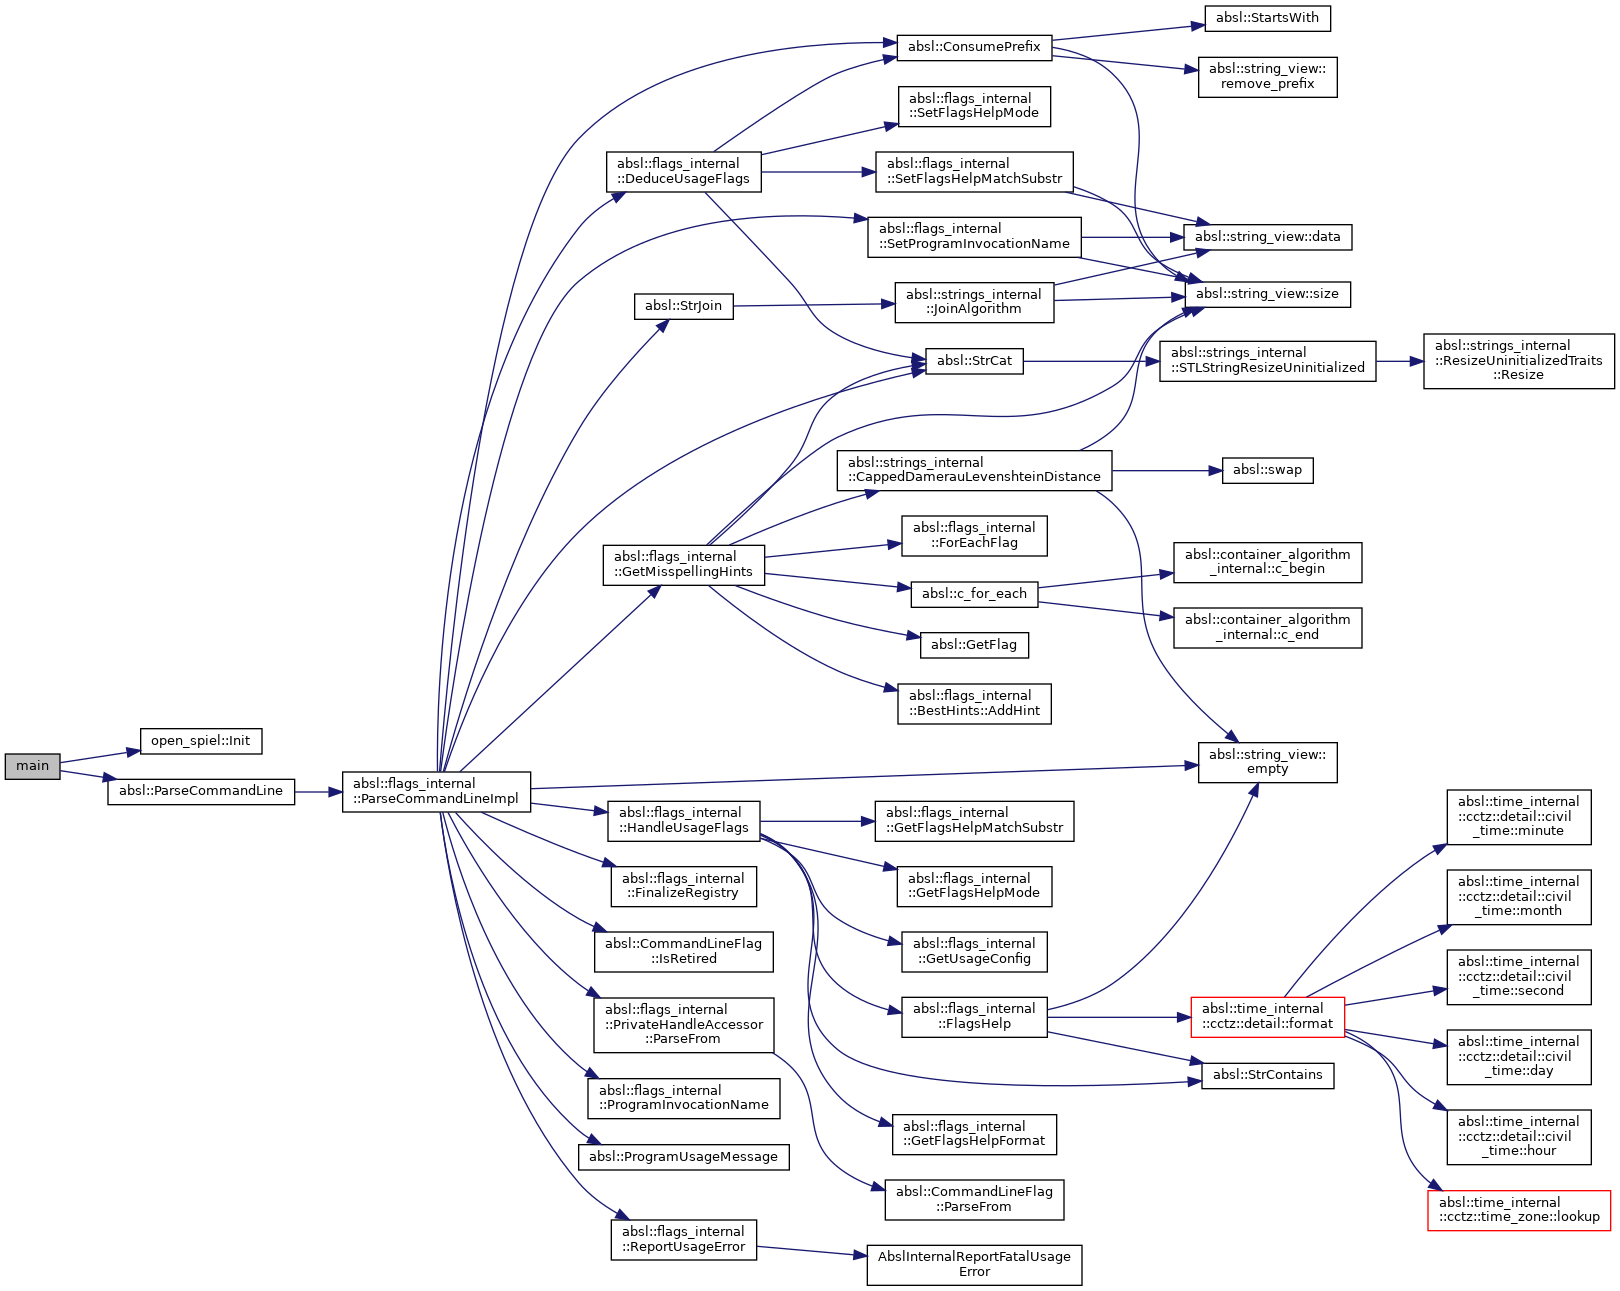 main
open_spiel::Init
absl::ParseCommandLine
absl::flags_internal
::ParseCommandLineImpl
absl::flags_internal
::DeduceUsageFlags
absl::StrJoin
absl::flags_internal
::GetMisspellingHints
absl::flags_internal
::HandleUsageFlags
absl::flags_internal
::FinalizeRegistry
absl::CommandLineFlag
::IsRetired
absl::flags_internal
::PrivateHandleAccessor
::ParseFrom
absl::flags_internal
::ProgramInvocationName
absl::ProgramUsageMessage
absl::flags_internal
::ReportUsageError
absl::ConsumePrefix
absl::flags_internal
::SetFlagsHelpMode
absl::flags_internal
::SetFlagsHelpMatchSubstr
absl::flags_internal
::SetProgramInvocationName
absl::strings_internal
::JoinAlgorithm
absl::StrCat
absl::strings_internal
::CappedDamerauLevenshteinDistance
absl::flags_internal
::ForEachFlag
absl::c_for_each
absl::GetFlag
absl::flags_internal
::BestHints::AddHint
absl::flags_internal
::GetFlagsHelpMatchSubstr
absl::flags_internal
::GetFlagsHelpMode
absl::flags_internal
::GetUsageConfig
absl::flags_internal
::FlagsHelp
absl::flags_internal
::GetFlagsHelpFormat
absl::CommandLineFlag
::ParseFrom
AbslInternalReportFatalUsage
Error
absl::StartsWith
absl::string_view::
remove_prefix
absl::string_view::data
absl::string_view::size
absl::strings_internal
::STLStringResizeUninitialized
absl::swap
absl::container_algorithm
_internal::c_begin
absl::container_algorithm
_internal::c_end
absl::string_view::
empty
absl::time_internal
::cctz::detail::format
absl::StrContains
absl::strings_internal
::ResizeUninitializedTraits
::Resize
absl::time_internal
::cctz::detail::civil
_time::minute
absl::time_internal
::cctz::detail::civil
_time::month
absl::time_internal
::cctz::detail::civil
_time::second
absl::time_internal
::cctz::detail::civil
_time::day
absl::time_internal
::cctz::detail::civil
_time::hour
absl::time_internal
::cctz::time_zone::lookup